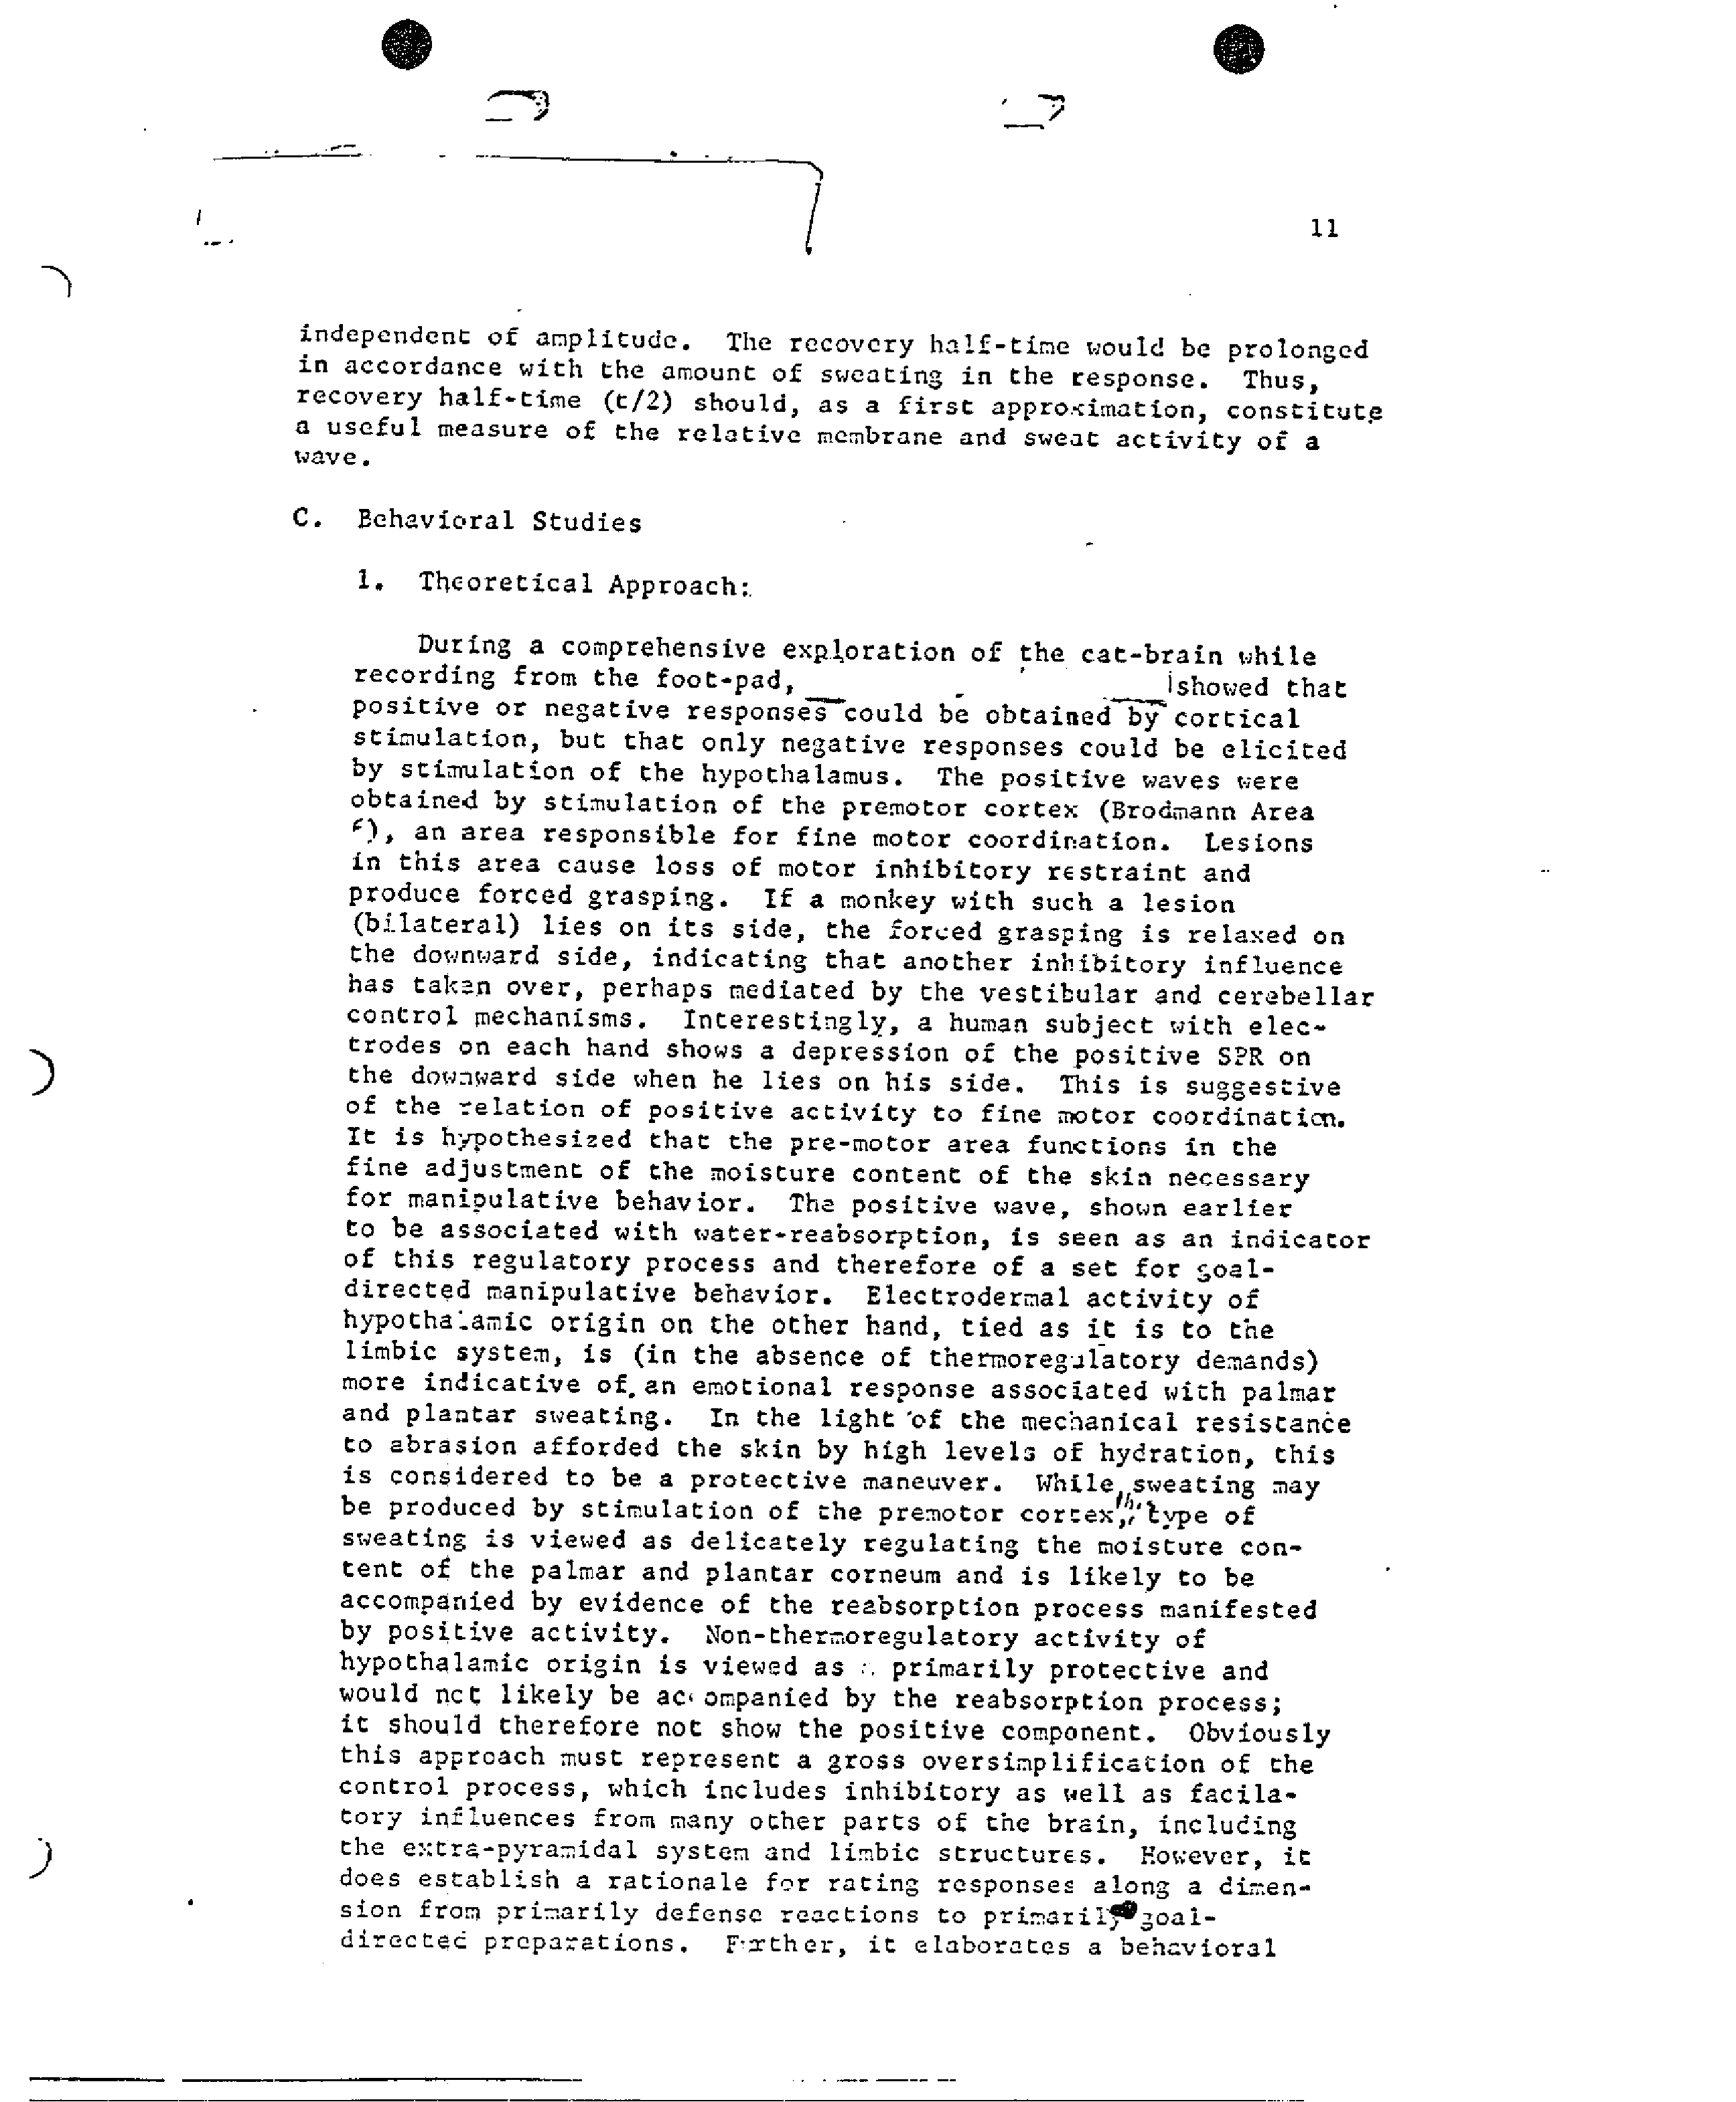 11
independent of amplitude. The recovery half-time would be prolonged
in accordance with the amount of sweating in the response. Thus,
recovery half-time (t/2) should, as a first approximation, constitute
a useful measure of the relative membrane and sweat activity of a
wave.
C. Behavioral Studies
1. Theoretical Approach:
During a comprehensive exploration of the cat-brain while
recording from the foot-pad, showed that
positive or negative responses could be obtained by cortical
stimulation, but that only negative responses could be elicited
by stimulation of the hypothalamus. The positive waves were
obtained by stimulation of the premotor cortex (Brodmann Area
), an area responsible for fine motor coordination. Lesions
in this area cause loss of motor inhibitory restraint and
produce forced grasping. If a monkey with such a lesion
(bilateral) lies on its side, the forced grasping is relaxed on
the downward side, indicating that another inhibitory influence
has taken over, perhaps mediated by the vestibular and cerebellar
control mechanisms. Interestingly, a human subject with elec-
trodes on each hand shows a depression of the positive SPR on
the downward side when he lies on his side. This is suggestive
of the relation of positive activity to fine motor coordination.
It is hypothesized that the pre-motor area functions in the
fine adjustment of the moisture content of the skin necessary
for manipulative behavior. The positive wave, shown earlier
to be associated with water-reabsorption, is seen as an indicator
of this regulatory process and therefore of a set for goal-
directed manipulative behavior. Electrodermal activity of
hypothalamic origin on the other hand, tied as it is to the
limbic system, is (in the absence of thermoregulatory demands)
more indicative of an emotional response associated with palmar
and plantar sweating. In the light of the mechanical resistance
to abrasion afforded the skin by high levels of hydration, this
is considered to be a protective maneuver. While sweating may
be produced by stimulation of the premotor cortex, type of
sweating is viewed as delicately regulating the moisture con-
tent of the palmar and plantar corneum and is likely to be
accompanied by evidence of the reabsorption process manifested
by positive activity. Non-thermoregulatory activity of
hypothalamic origin is viewed as primarily protective and
would not likely be accompanied by the reabsorption process;
it should therefore not show the positive component. Obviously
this approach must represent a gross oversimplification of the
control process, which includes inhibitory as well as facila-
tory influences from many other parts of the brain, including
the extra-pyramidal system and limbic structures. However, it
does establish a rationale for rating responses along a dimen-
sion from primarily defense reactions to primarily goal-
directed preparations. Further, it elaborates a behavioral